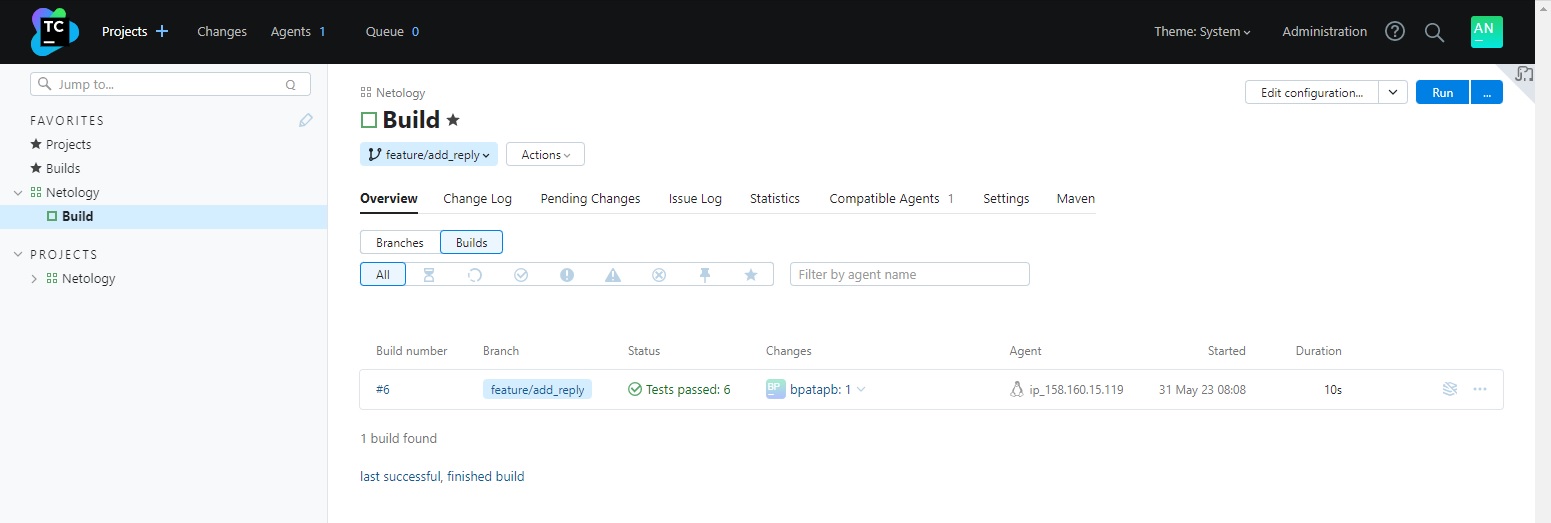 TC Projects + Changes Agents 1 Queue 0 Theme: System Administration ? AN
Jump to... Q
FAVORITES
Projects
Builds
Netology
Build
PROJECTS
Netology
Netology
Edit configuration... Run ...
Build
feature/add_reply Actions
Overview Change Log Pending Changes Issue Log Statistics Compatible Agents 1 Settings Maven
Branches Builds
All Filter by agent name
Build number Branch Status Changes Agent Started Duration
#6 feature/add_reply Tests passed: 6 BP bpatapb: 1 ip_158.160.15.119 31 May 23 08:08 10s
1 build found
last successful, finished build